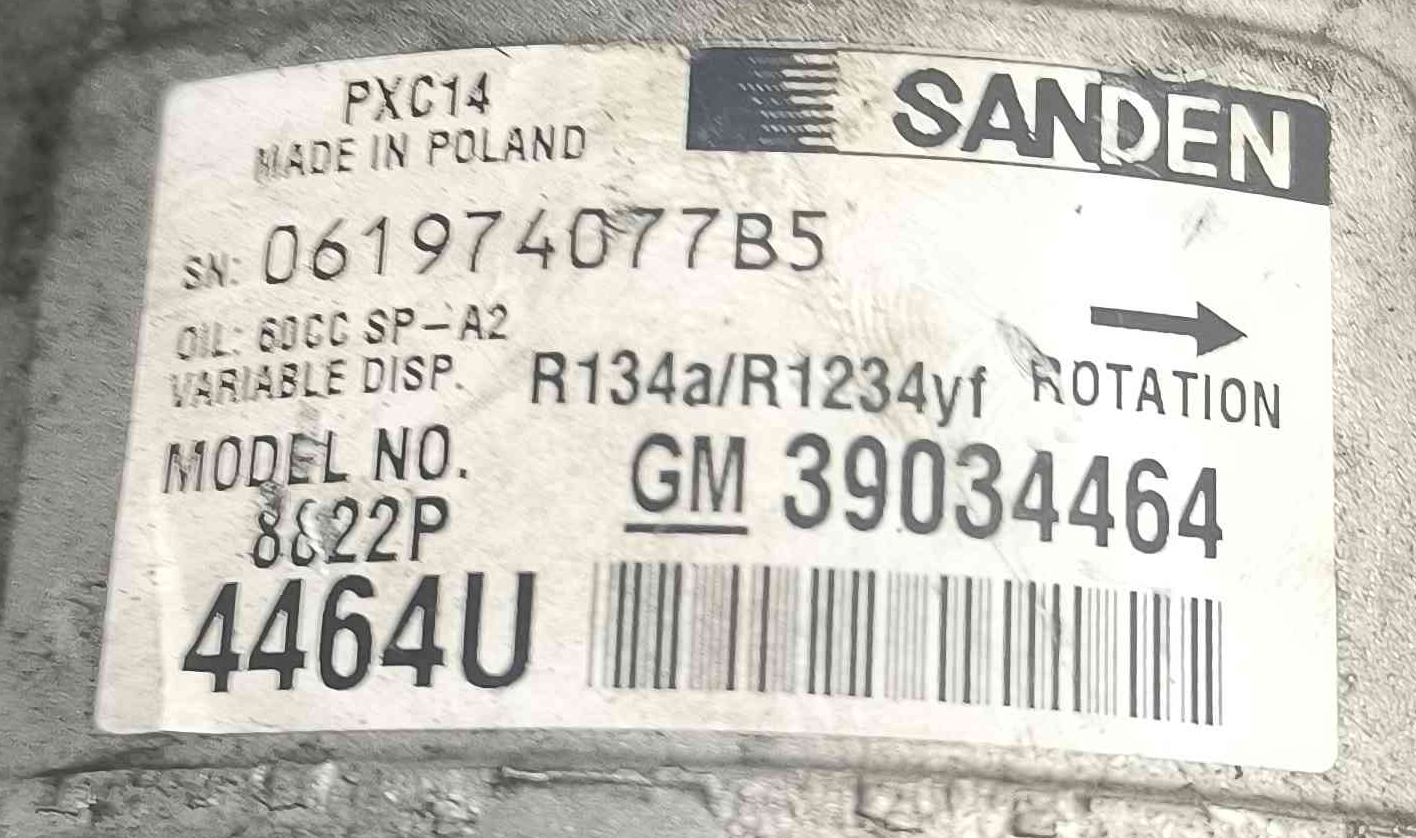 PXC14
MADE IN POLAND
SANDEN
SN: 061974077B5
OIL: 60CC SP-A2
VARIABLE DISP.
R134a/R1234yf
ROTATION
MODEL NO.
8822P
GM 39034464
4464U